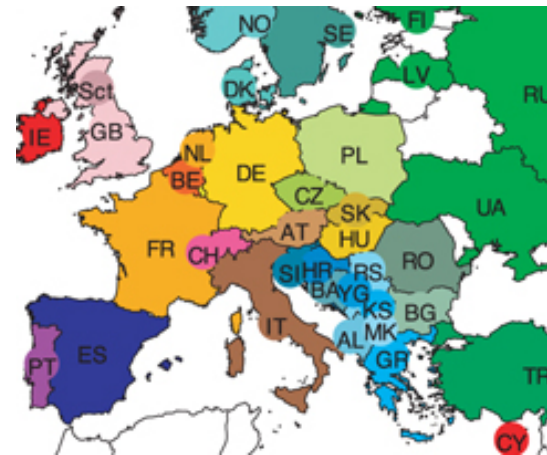 FI
NO
SE
LV
Sct
DK
RU
IE
GB
NL
PL
BE
DE
CZ
SK
UA
AT
HU
FR
CH
RO
SI
HR
RS
BA
YG
KS
BG
IT
MK
AL
ES
PT
GR
TR
CY